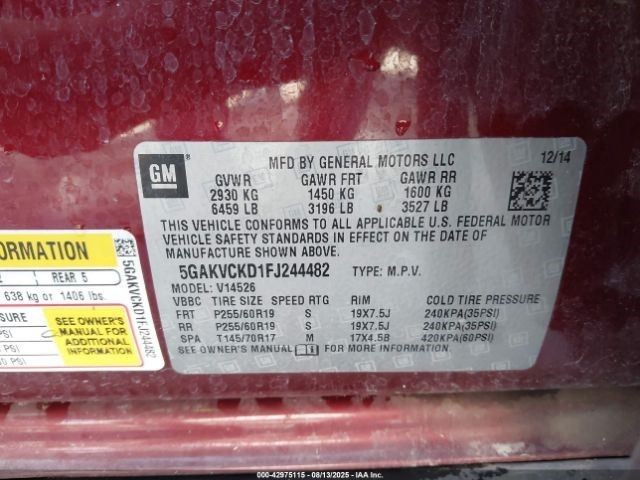 GM
MFD BY GENERAL MOTORS LLC 12/14
GVWR GAWR FRT GAWR RR
2930 KG 1450 KG 1600 KG
6459 LB 3196 LB 3527 LB
THIS VEHICLE CONFORMS TO ALL APPLICABLE U.S. FEDERAL MOTOR
VEHICLE SAFETY STANDARDS IN EFFECT ON THE DATE OF
MANUFACTURE SHOWN ABOVE.
5GAKVCKD1FJ244482 TYPE: M.P.V.
MODEL: V14526
VBBC TIRE SIZE SPEED RTG RIM COLD TIRE PRESSURE
FRT P255/60R19 S 19X7.5J 240KPA(35PSI)
RR P255/60R19 S 19X7.5J 240KPA(35PSI)
SPA T145/70R17 M 17X4.5B 420KPA(60PSI)
SEE OWNER'S MANUAL FOR MORE INFORMATION.
ORMATION
REAR 5
638 kg or 1406 lbs.
SEE OWNER'S
MANUAL FOR
ADDITIONAL
INFORMATION
PSI
5GAKVCKD1FJ244482
000-42975115 - 08/13/2025 - IAA Inc.